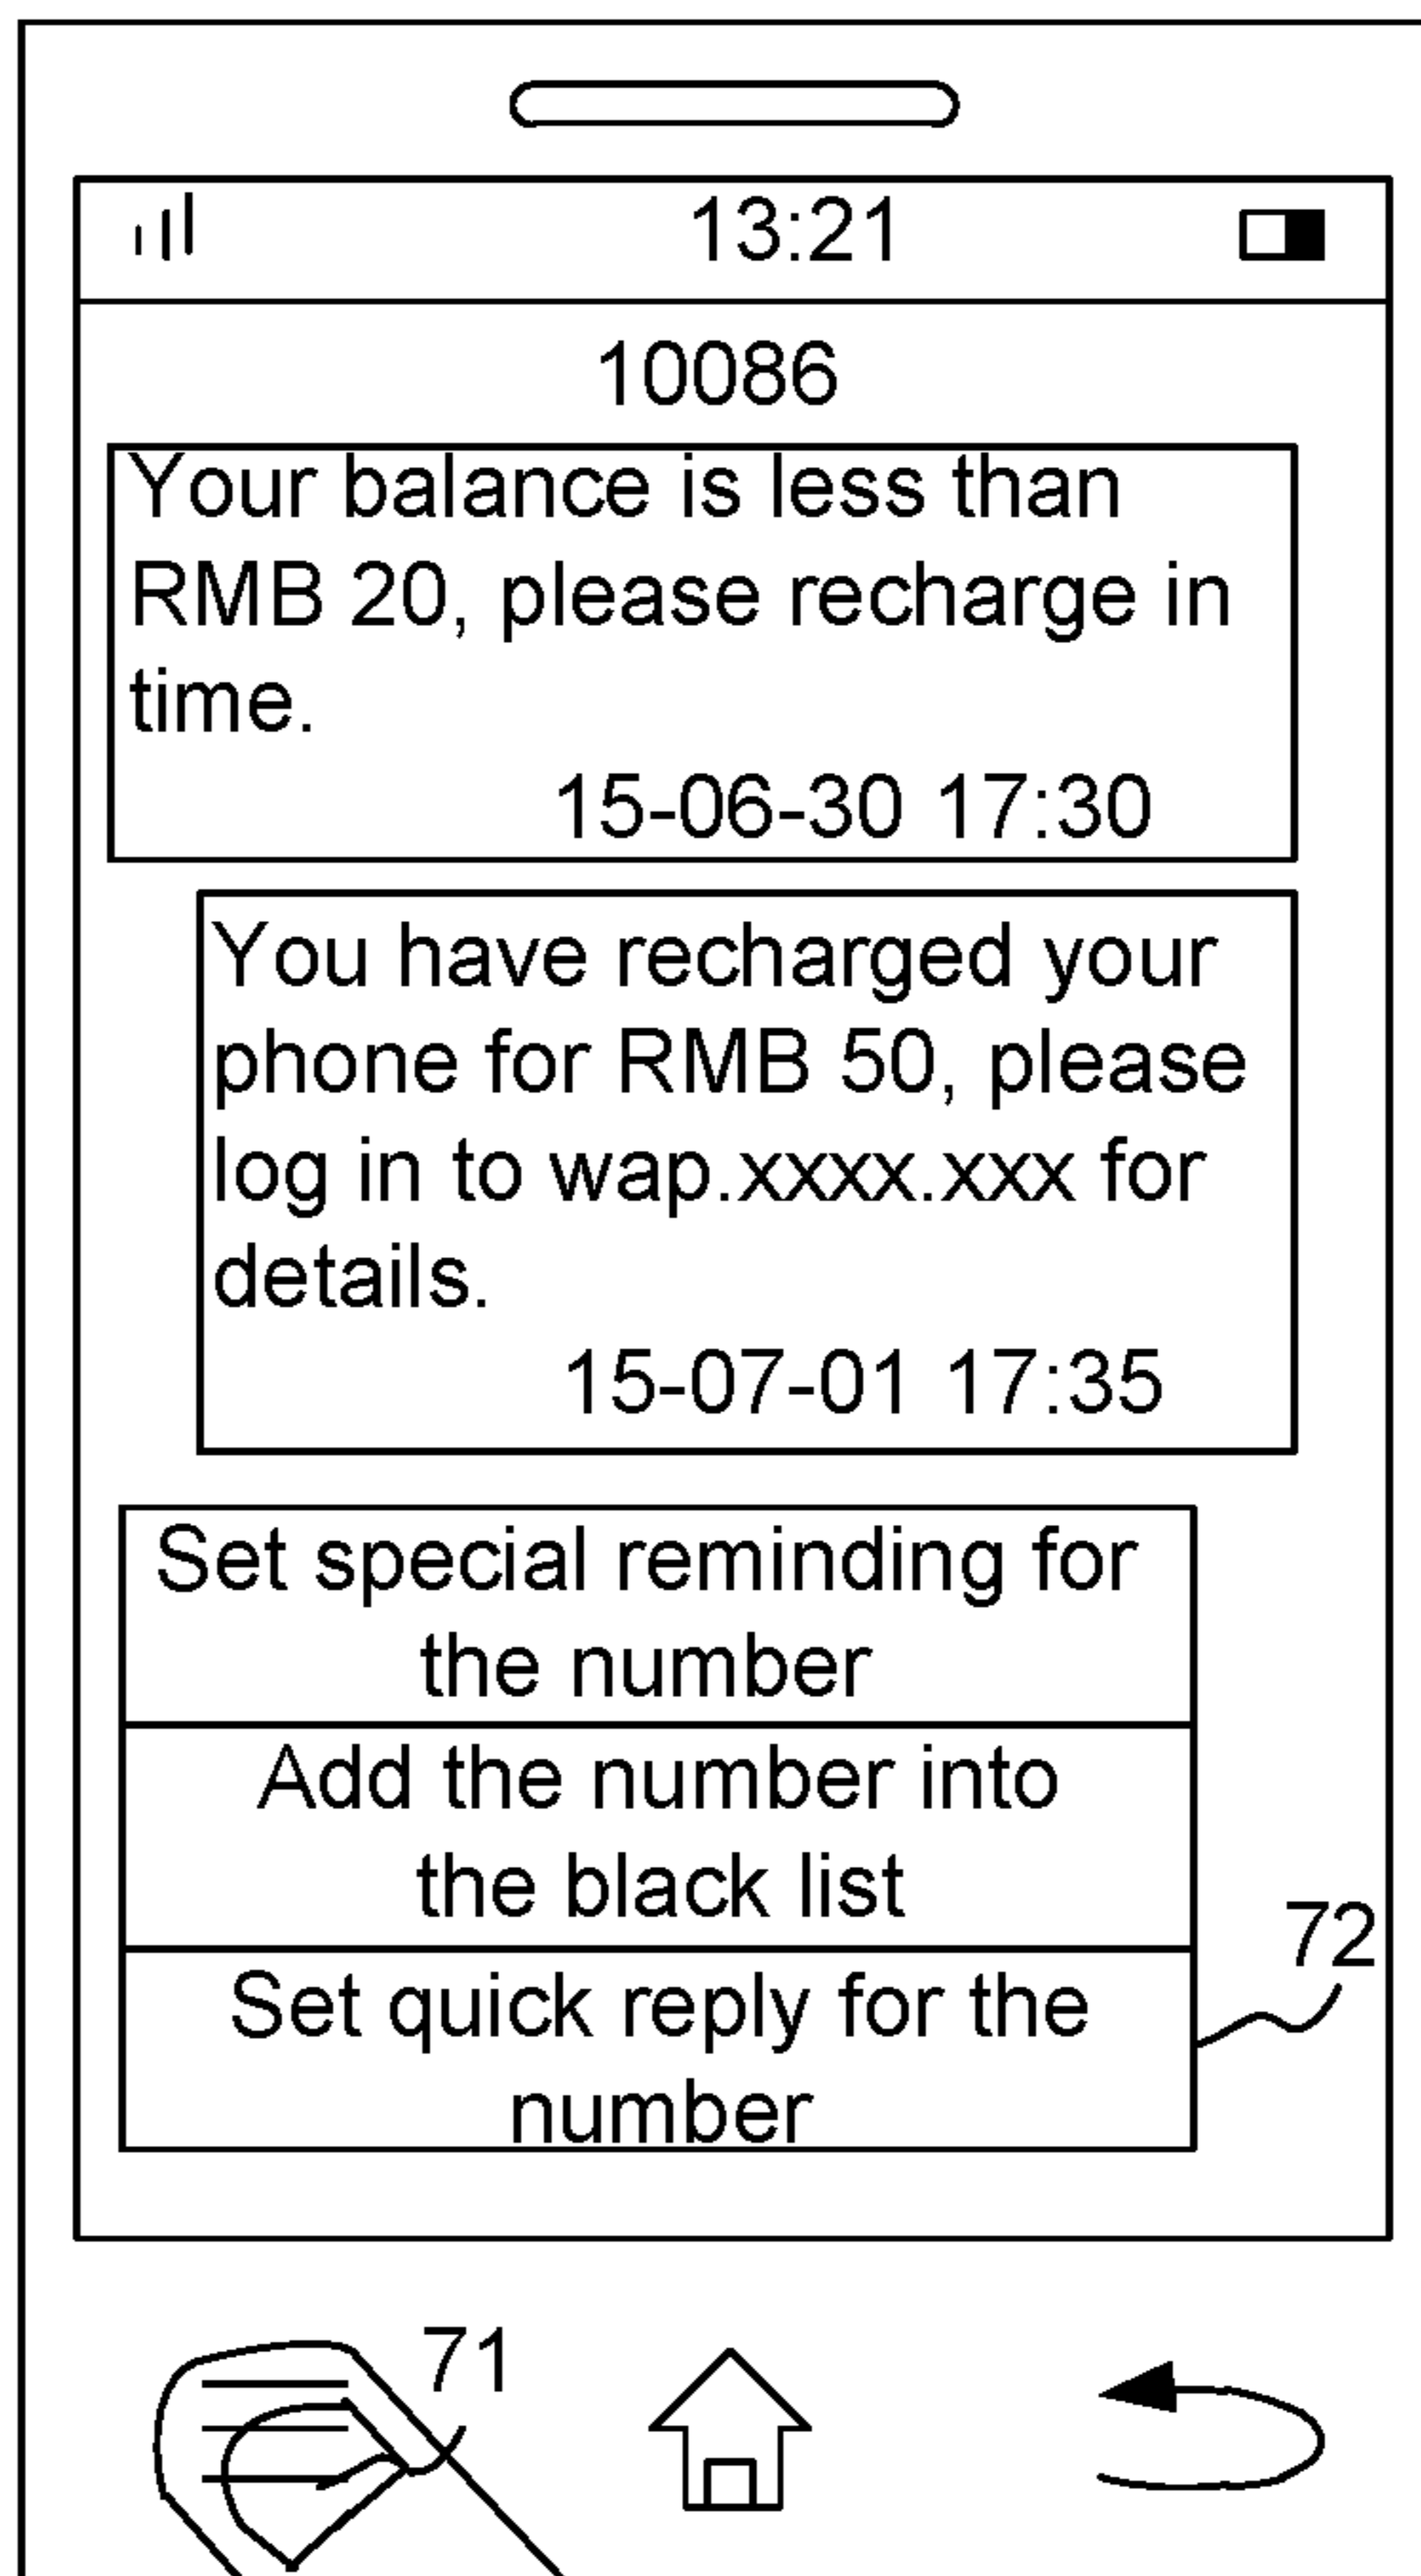 13:21
10086
Your balance is less than
RMB 20, please recharge in
time.
15-06-30 17:30
You have recharged your
phone for RMB 50, please
log in to wap.xxxx.xxx for
details.
15-07-01 17:35
Set special reminding for
the number
Add the number into
the black list
72
Set quick reply for the
number
71